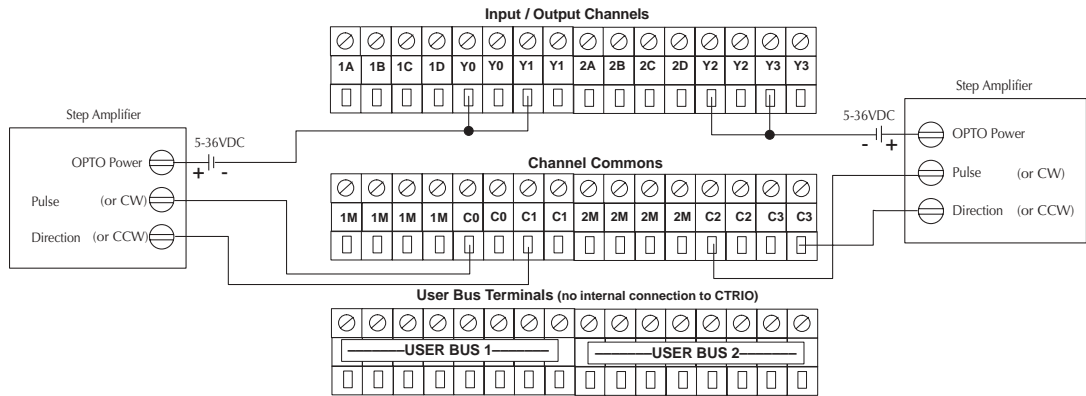 Input / Output Channels
1A 1B 1C 1D Y0 Y0 Y1 Y1 2A 2B 2C 2D Y2 Y2 Y3 Y3
Step Amplifier
5-36VDC
OPTO Power
+ -
Pulse (or CW)
Direction (or CCW)
Step Amplifier
5-36VDC
OPTO Power
- +
Pulse (or CW)
Direction (or CCW)
Channel Commons
1M 1M 1M 1M C0 C0 C1 C1 2M 2M 2M 2M C2 C2 C3 C3
User Bus Terminals (no internal connection to CTRIO)
USER BUS 1 USER BUS 2